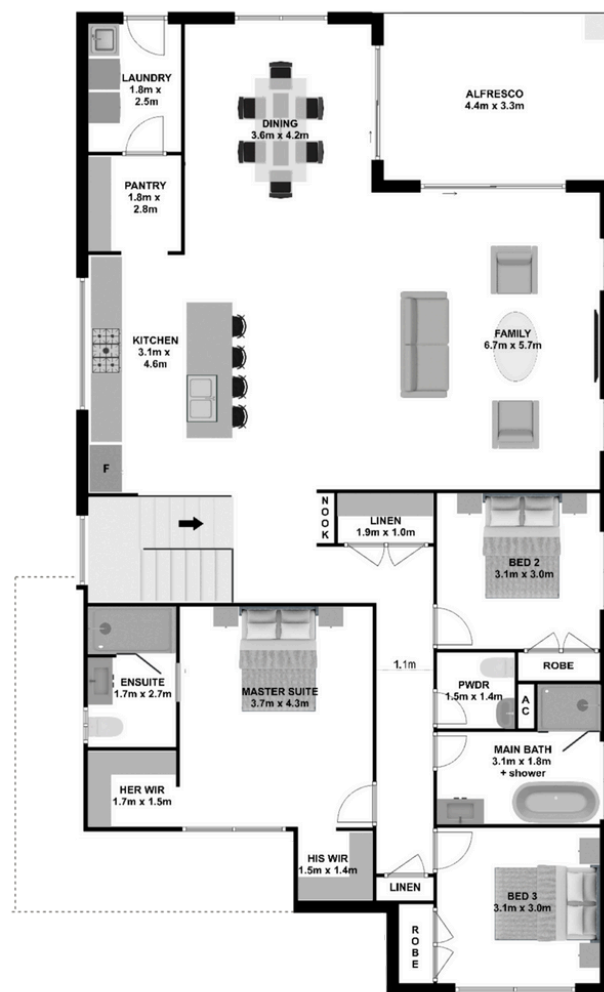 LAUNDRY
1.8m x
2.5m
DINING
3.6m x 4.2m
ALFRESCO
4.4m x 3.3m
PANTRY
1.8m x
2.8m
KITCHEN
3.1m x
4.6m
FAMILY
6.7m x 5.7m
F
NOOK
LINEN
1.9m x 1.0m
BED 2
3.1m x 3.0m
ENSUITE
1.7m x 2.7m
MASTER SUITE
3.7m x 4.3m
1.1m
PWDR
1.5m x 1.4m
ROBE
AC
MAIN BATH
3.1m x 1.8m
+ shower
HER WIR
1.7m x 1.5m
HIS WIR
1.5m x 1.4m
LINEN
BED 3
3.1m x 3.0m
ROBE